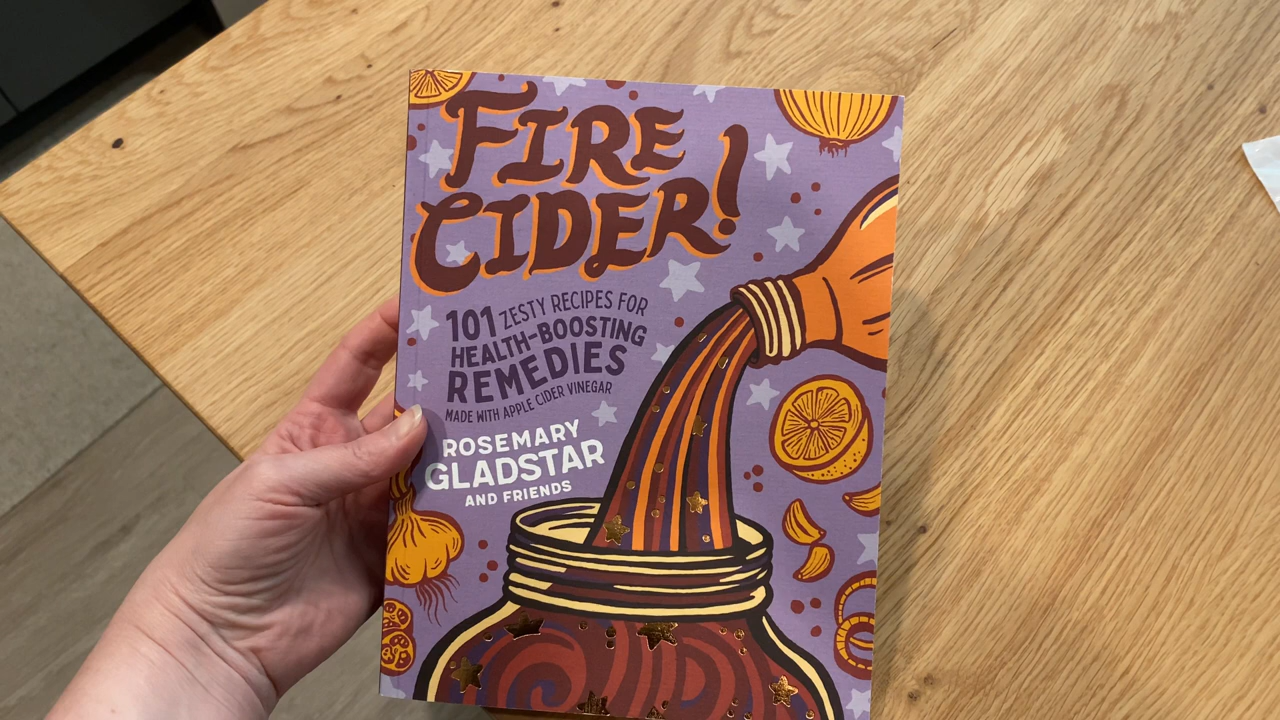 FIRE
CIDER!
101 ZESTY RECIPES FOR
HEALTH-BOOSTING
REMEDIES
MADE WITH APPLE CIDER VINEGAR
ROSEMARY
GLADSTAR
AND FRIENDS